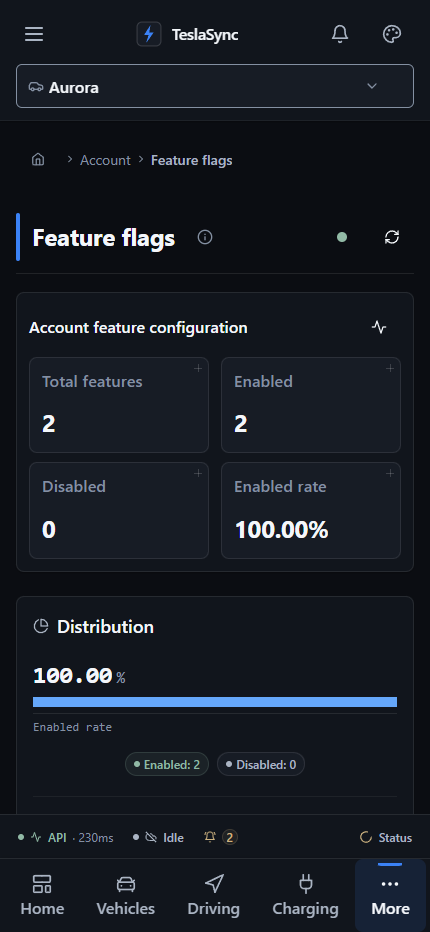 TeslaSync
Aurora
Account
Feature flags
Feature flags
Account feature configuration
Total features
2
Enabled
2
Disabled
0
Enabled rate
100.00%
Distribution
100.00 %
Enabled rate
Enabled: 2
Disabled: 0
API · 230ms
Idle
2
Status
Home
Vehicles
Driving
Charging
More